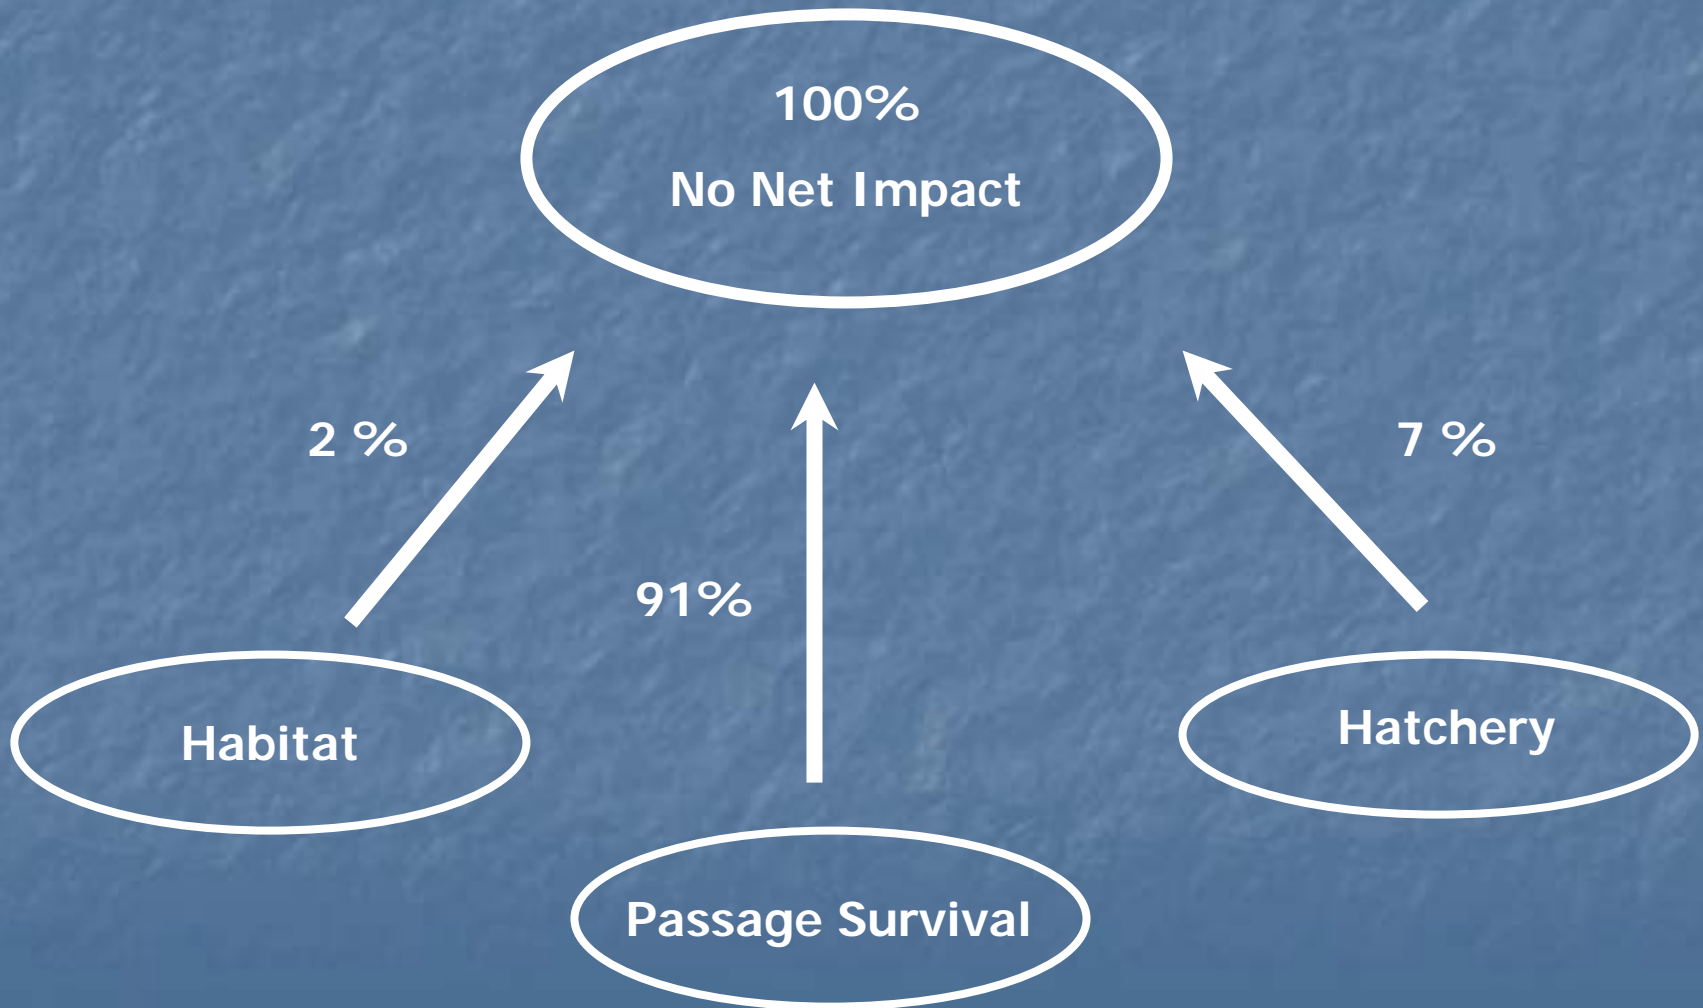 100%
No Net Impact
2 %
7 %
91%
Habitat
Hatchery
Passage Survival